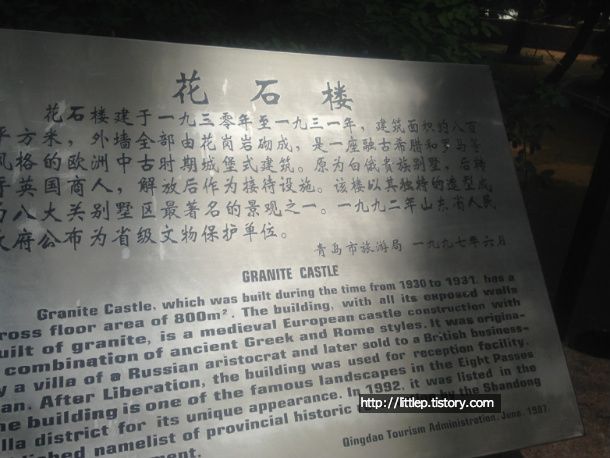 花石楼
花石楼建于一九三零年至一九三一年，建筑面积约八百
平方米，外墙全部由花岗岩砌成，是一座融古希腊和罗马等
风格的欧洲中古时期城堡式建筑。原为白俄贵族别墅，后转
于英国商人，解放后作为接待设施。该楼以其独特的造型成
为八大关别墅区最著名的景观之一。一九九二年山东省人民
政府公布为省级文物保护单位。
青岛市旅游局 一九九七年六月
GRANITE CASTLE
Granite Castle, which was built during the time from 1930 to 1931, has a
ross floor area of 800m². The building, with all its exposed walls
uilt of granite, is a medieval European castle construction with
combination of ancient Greek and Rome styles. It was origina-
y a villa of a Russian aristocrat and later sold to a British business-
an. After Liberation, the building was used for reception facility.
he building is one of the famous landscapes in the Eight Passes
lla district for its unique appearance. In 1992, it was listed in the
lished namelist of provincial historic by the Shandong
ment.
Qingdao Tourism Administration, June, 1997.
http://littlep.tistory.com